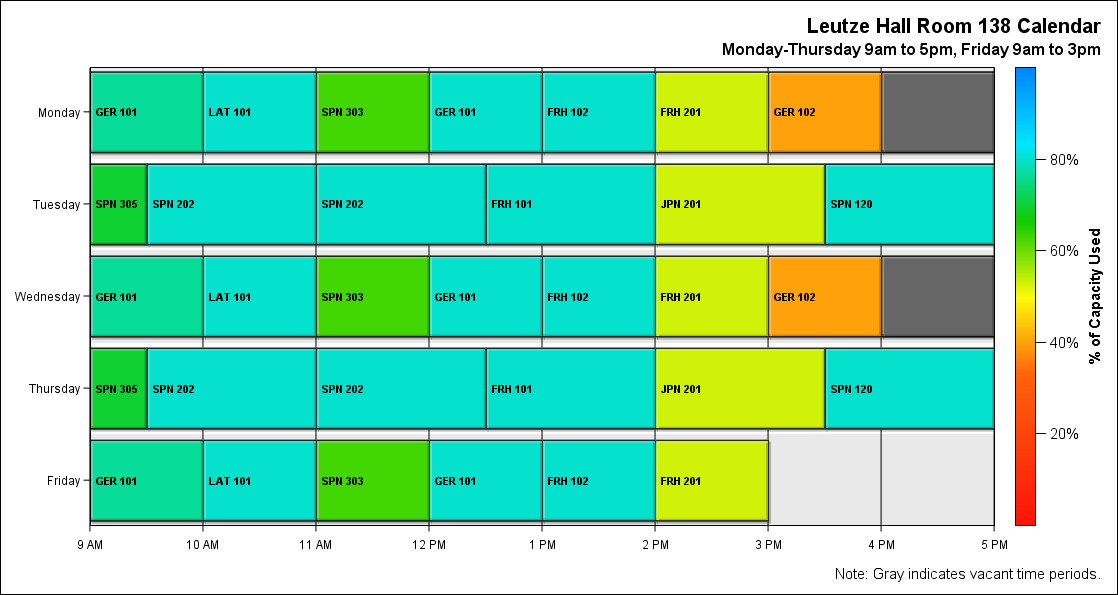 Leutze Hall Room 138 Calendar
Monday-Thursday 9am to 5pm, Friday 9am to 3pm
Monday GER 101 LAT 101 SPN 303 GER 101 FRH 102 FRH 201 GER 102
80%
Tuesday SPN 305 SPN 202 SPN 202 FRH 101 JPN 201 SPN 120
60%
Wednesday GER 101 LAT 101 SPN 303 GER 101 FRH 102 FRH 201 GER 102
% of Capacity Used
40%
Thursday SPN 305 SPN 202 SPN 202 FRH 101 JPN 201 SPN 120
20%
Friday GER 101 LAT 101 SPN 303 GER 101 FRH 102 FRH 201
9 AM 10 AM 11 AM 12 PM 1 PM 2 PM 3 PM 4 PM 5 PM
Note: Gray indicates vacant time periods.